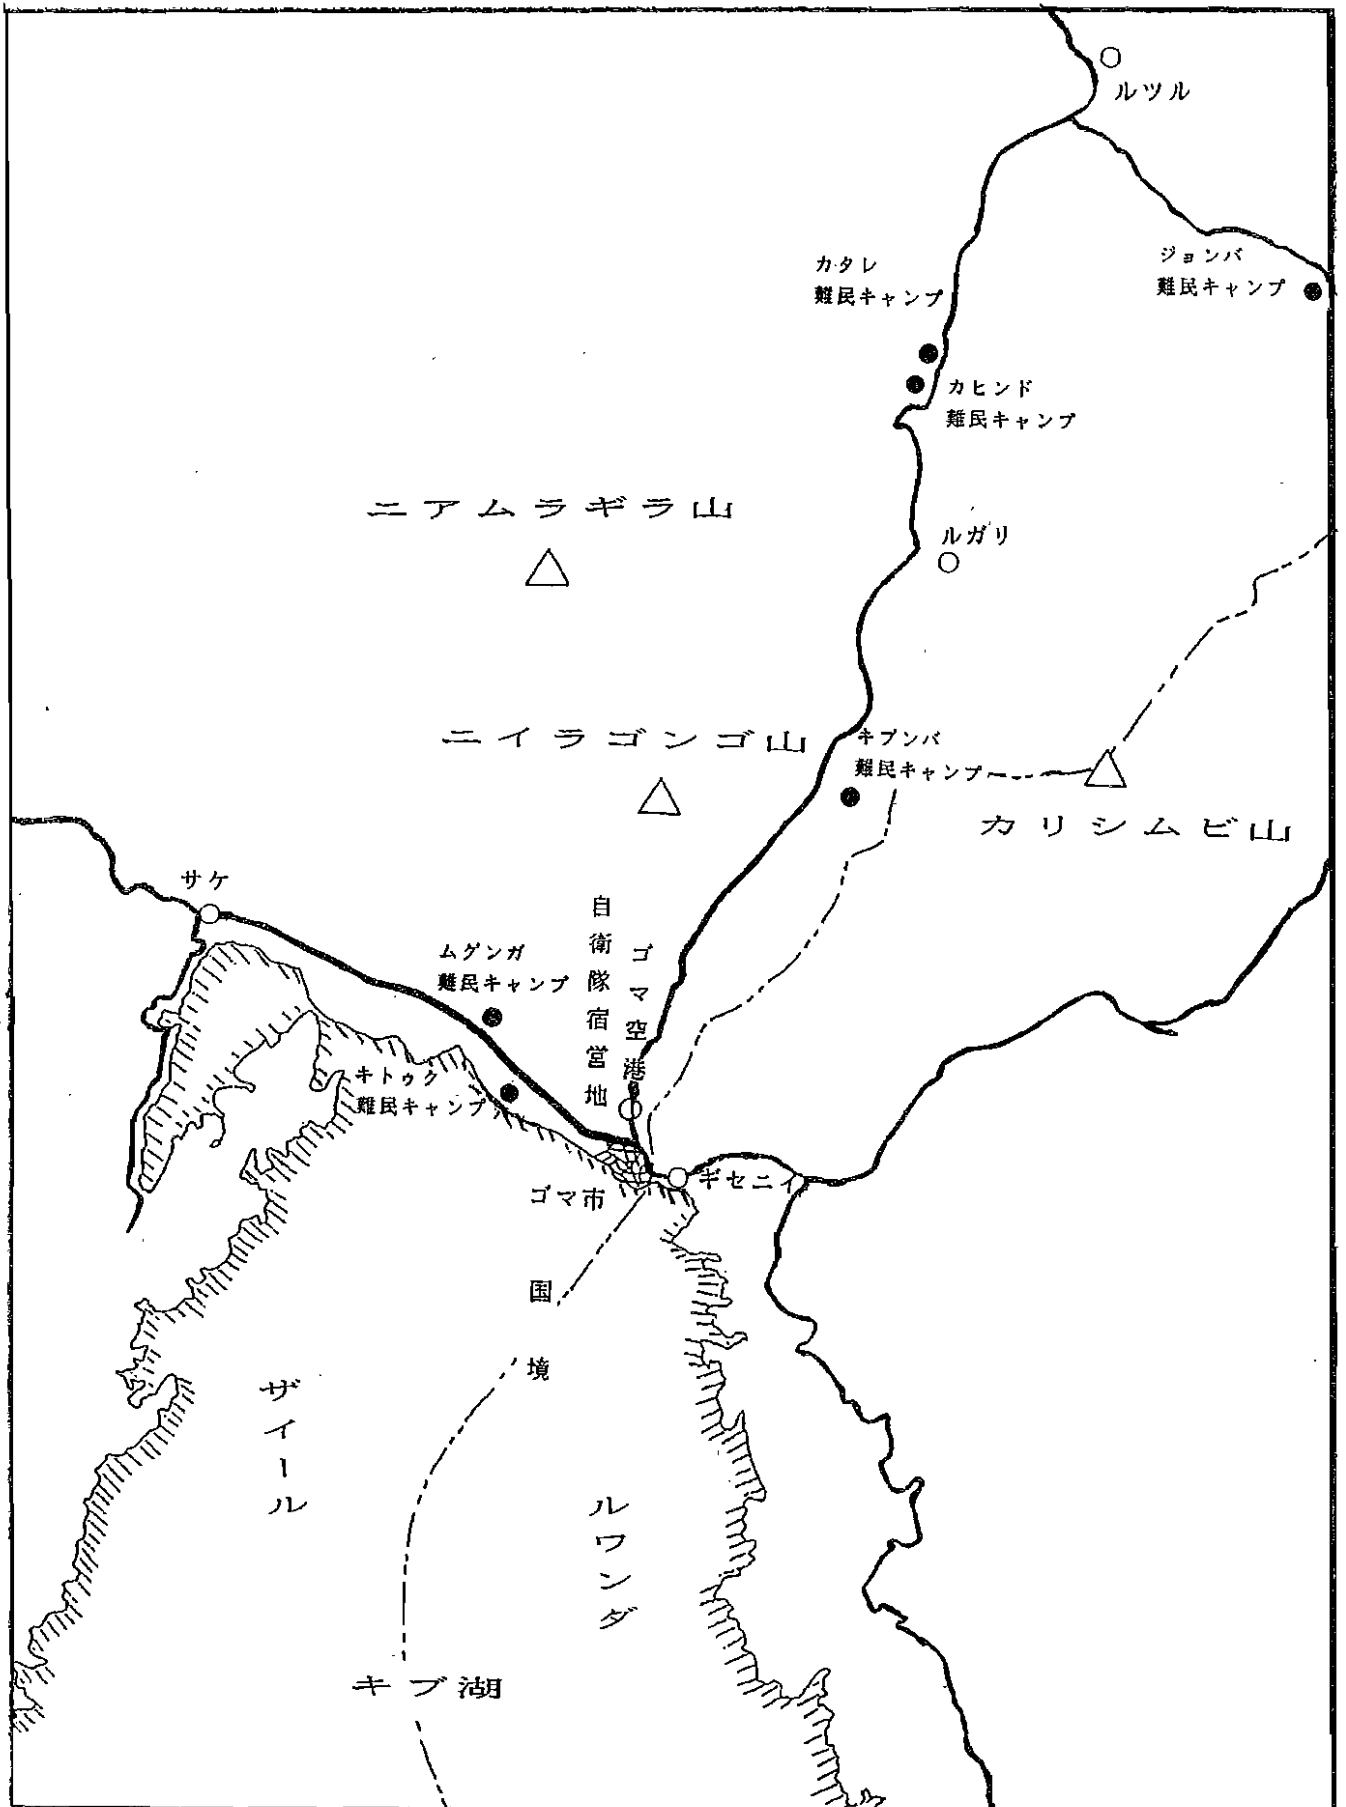 ルツル
カタレ
難民キャンプ
ジョンバ
難民キャンプ
カヒンド
難民キャンプ
ニアムラギラ山
ルガリ
ニイラゴンゴ山
キブンバ
難民キャンプ
カリシムビ山
サケ
自衛隊宿営地
ゴマ空港
ムゲンガ
難民キャンプ
キトゥク
難民キャンプ
ギセニイ
ゴマ市
国境
ザイール
ルワンダ
キブ湖